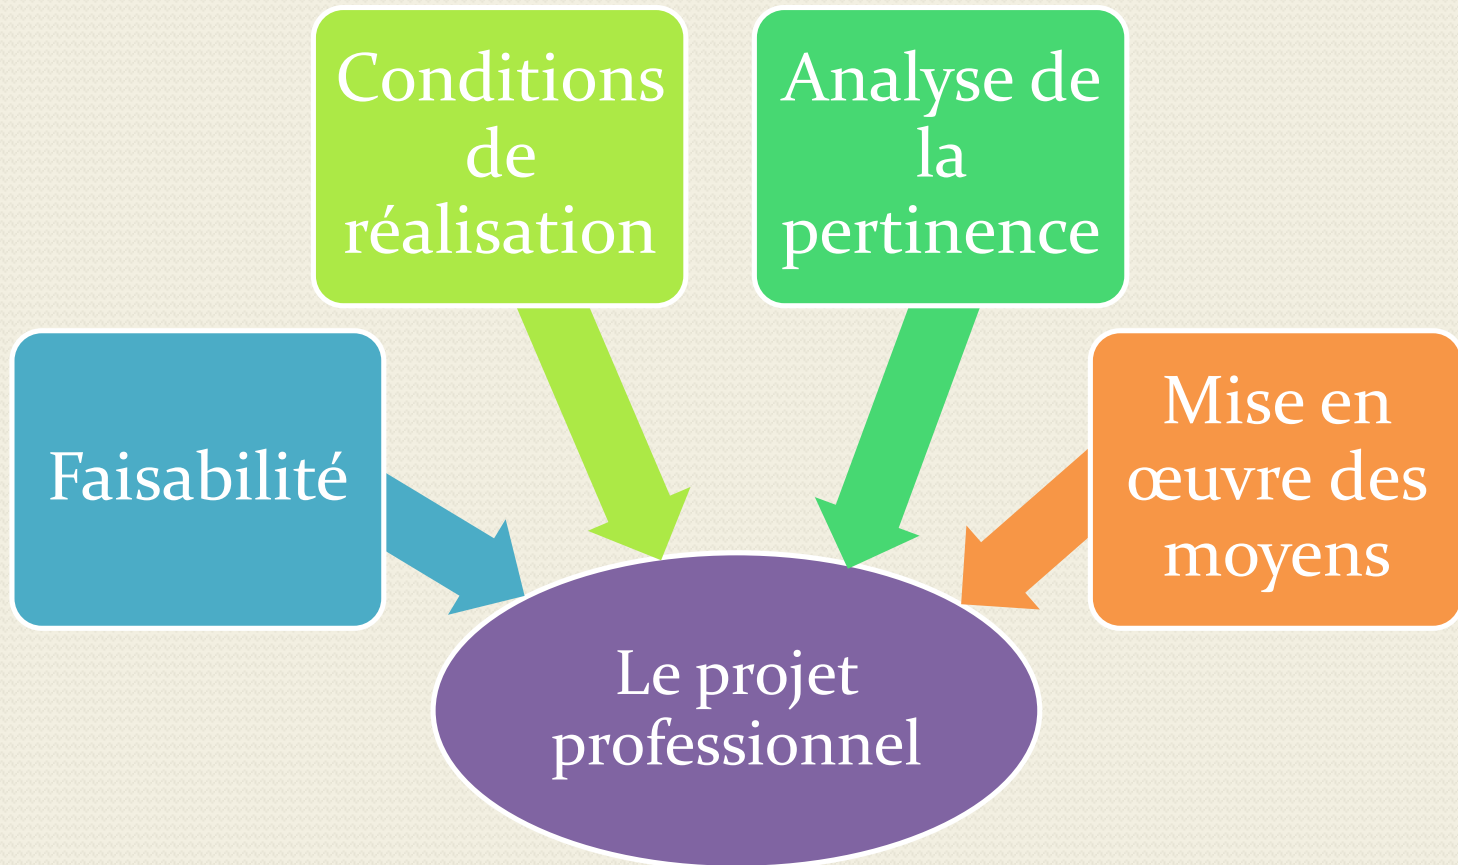 Conditions
de
réalisation
Analyse de
la
pertinence
Faisabilité
Mise en
œuvre des
moyens
Le projet
professionnel